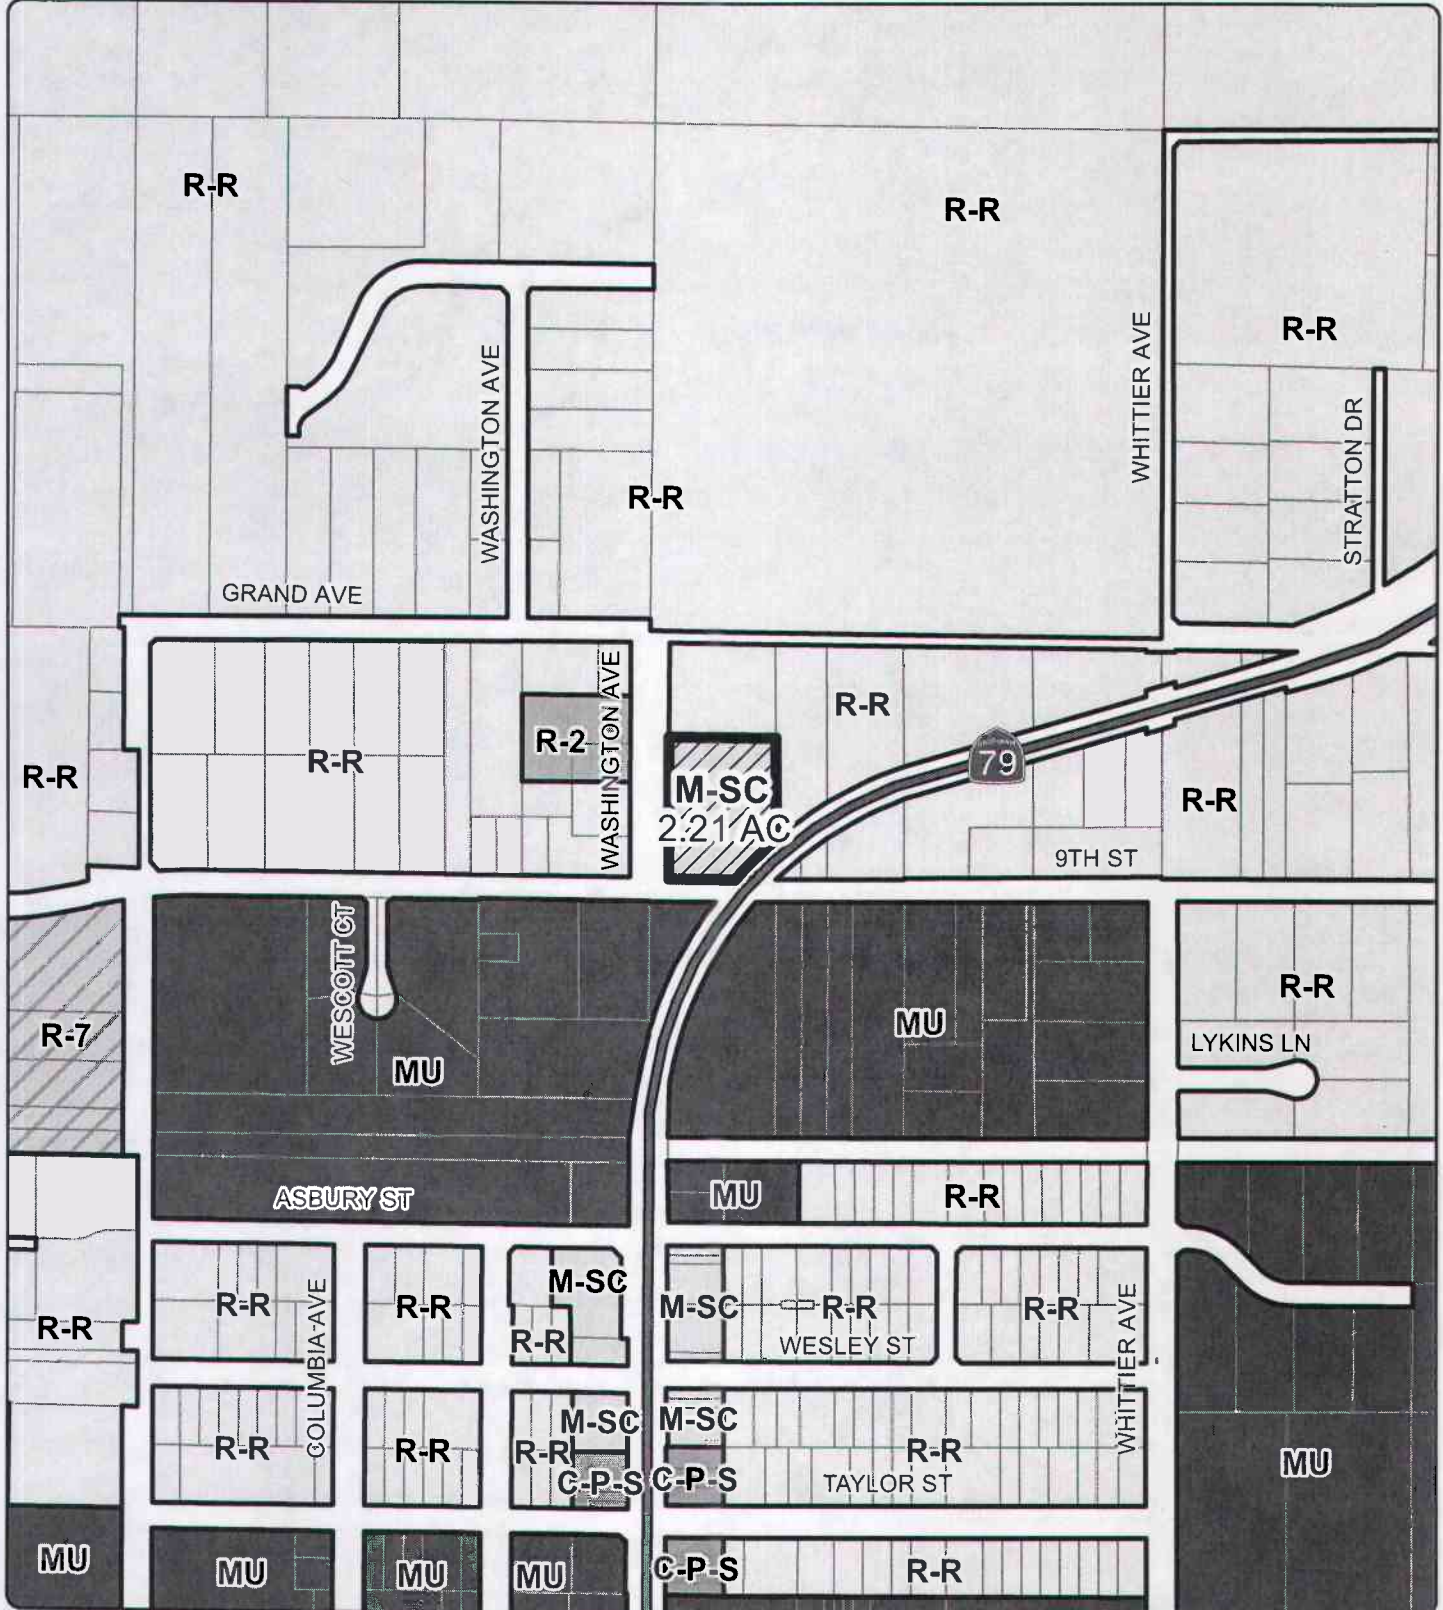 R-R
R-R
R-R
WASHINGTON AVE
WHITTIER AVE
STRATTON DR
R-R
GRAND AVE
WASHINGTON AVE
R-R
R-2
R-R
R-R
M-SC
2.21 AC
79
R-R
9TH ST
WESCOTT CT
R-R
R-7
MU
MU
LYKINS LN
ASBURY ST
MU
R-R
R-R
COLUMBIA AVE
R-R
M-SC
R-R
M-SC
R-R
WESLEY ST
R-R
WHITTIER AVE
R-R
R-R
R-R
R-R
M-SC
M-SC
C-P-S
C-P-S
R-R
TAYLOR ST
MU
MU
MU
MU
MU
C-P-S
R-R